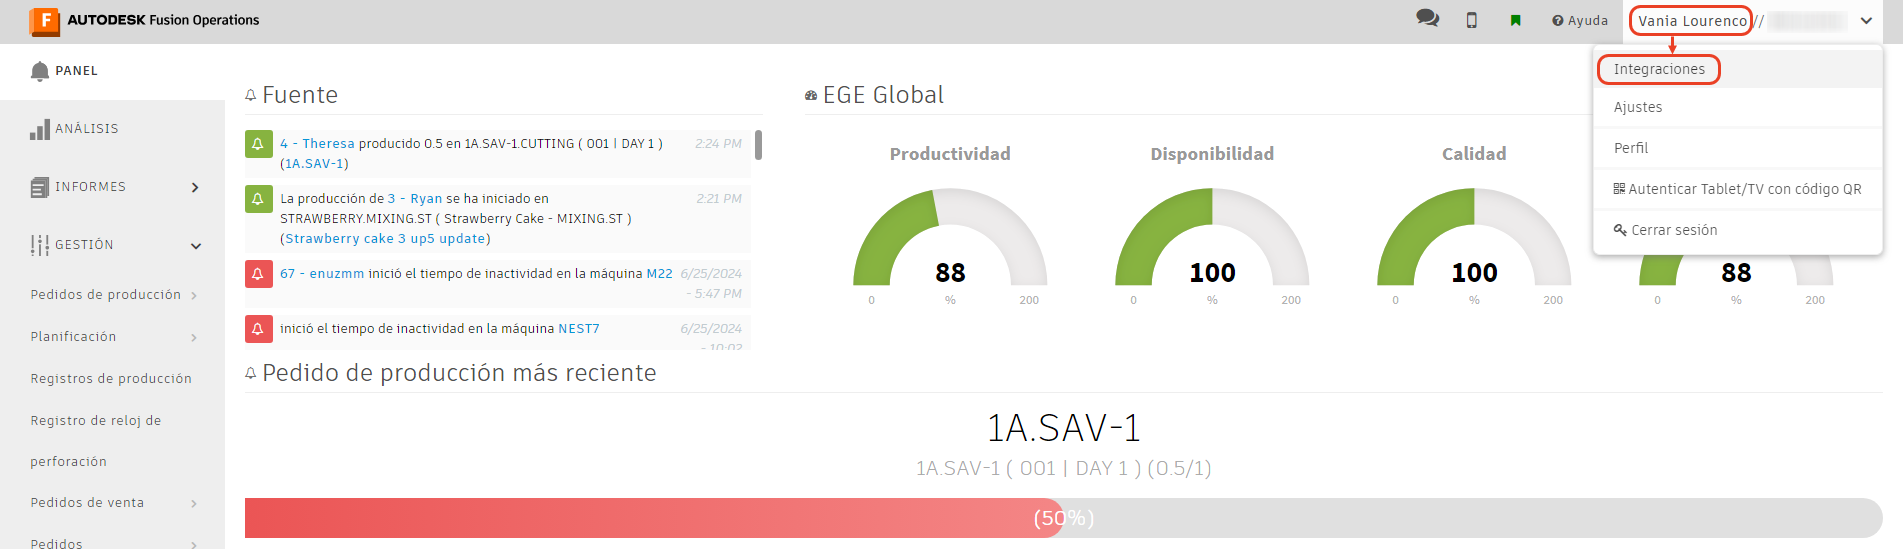 AUTODESK Fusion Operations
Ayuda
Vania Lourenco //
PANEL
ANÁLISIS
INFORMES
GESTIÓN
Pedidos de producción
Planificación
Registros de producción
Registro de reloj de
perforación
Pedidos de venta
Pedidos
Fuente
4 - Theresa producido 0.5 en 1A.SAV-1.CUTTING ( 001 | DAY 1 ) 2:24 PM
(1A.SAV-1)
La producción de 3 - Ryan se ha iniciado en 2:21 PM
STRAWBERRY.MIXING.ST ( Strawberry Cake - MIXING.ST )
(Strawberry cake 3 up5 update)
67 - enuzmm inició el tiempo de inactividad en la máquina M22 6/25/2024
- 5:47 PM
inició el tiempo de inactividad en la máquina NEST7 6/25/2024
- 10:02
EGE Global
Productividad
88
0 % 200
Disponibilidad
100
0 % 200
Calidad
100
0 % 200
88
0 % 200
Integraciones
Ajustes
Perfil
Autenticar Tablet/TV con código QR
Cerrar sesión
Pedido de producción más reciente
1A.SAV-1
1A.SAV-1 ( 001 | DAY 1 ) (0.5/1)
(50%)